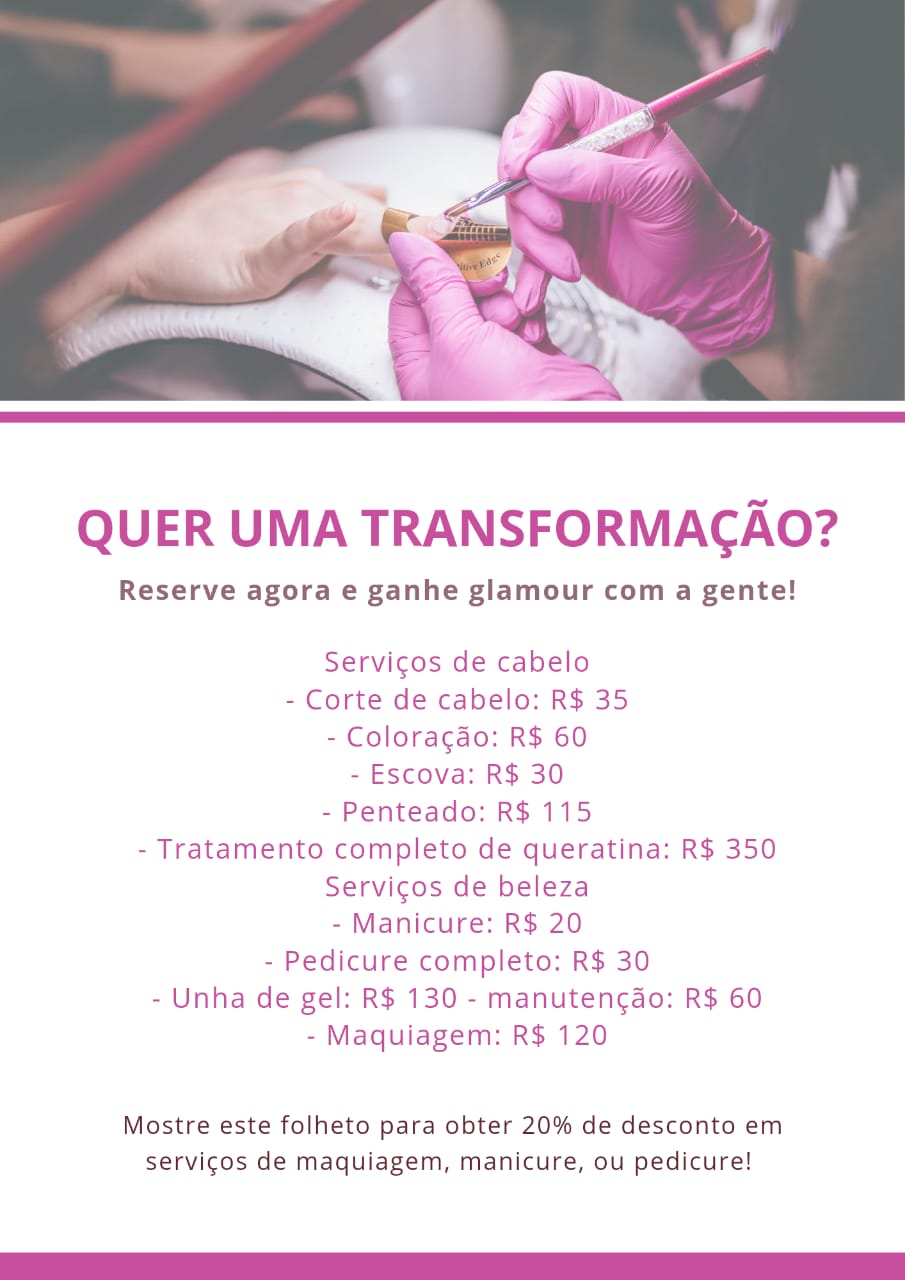 QUER UMA TRANSFORMAÇÃO?
Reserve agora e ganhe glamour com a gente!
Serviços de cabelo
- Corte de cabelo: R$ 35
- Coloração: R$ 60
- Escova: R$ 30
- Penteado: R$ 115
- Tratamento completo de queratina: R$ 350
Serviços de beleza
- Manicure: R$ 20
- Pedicure completo: R$ 30
- Unha de gel: R$ 130 - manutenção: R$ 60
- Maquiagem: R$ 120
Mostre este folheto para obter 20% de desconto em
serviços de maquiagem, manicure, ou pedicure!